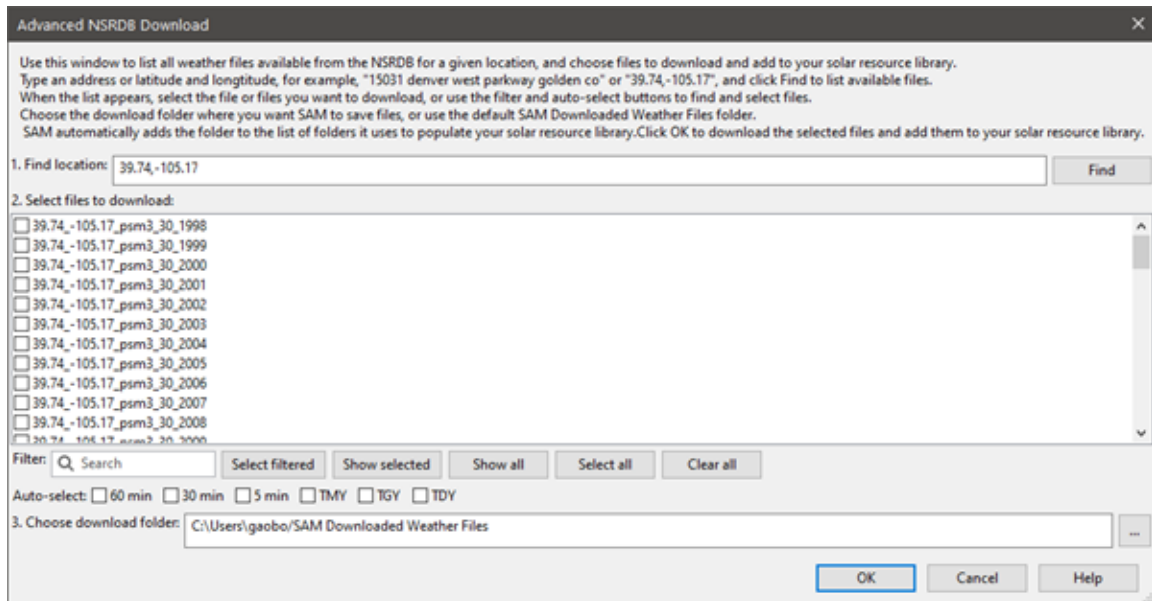 Advanced NSRDB Download
Use this window to list all weather files available from the NSRDB for a given location, and choose files to download and add to your solar resource library.
Type an address or latitude and longtitude, for example, "15031 denver west parkway golden co" or "39.74,-105.17", and click Find to list available files.
When the list appears, select the file or files you want to download, or use the filter and auto-select buttons to find and select files.
Choose the download folder where you want SAM to save files, or use the default SAM Downloaded Weather Files folder.
SAM automatically adds the folder to the list of folders it uses to populate your solar resource library.Click OK to download the selected files and add them to your solar resource library.
1. Find location: 39.74,-105.17 Find
2. Select files to download:
39.74_-105.17_psm3_30_1998
39.74_-105.17_psm3_30_1999
39.74_-105.17_psm3_30_2000
39.74_-105.17_psm3_30_2001
39.74_-105.17_psm3_30_2002
39.74_-105.17_psm3_30_2003
39.74_-105.17_psm3_30_2004
39.74_-105.17_psm3_30_2005
39.74_-105.17_psm3_30_2006
39.74_-105.17_psm3_30_2007
39.74_-105.17_psm3_30_2008
39.74_-105.17_psm3_30_2009
Filter: Search Select filtered Show selected Show all Select all Clear all
Auto-select: 60 min 30 min 5 min TMY TGY TDY
3. Choose download folder: C:\Users\gaobo/SAM Downloaded Weather Files ...
OK Cancel Help